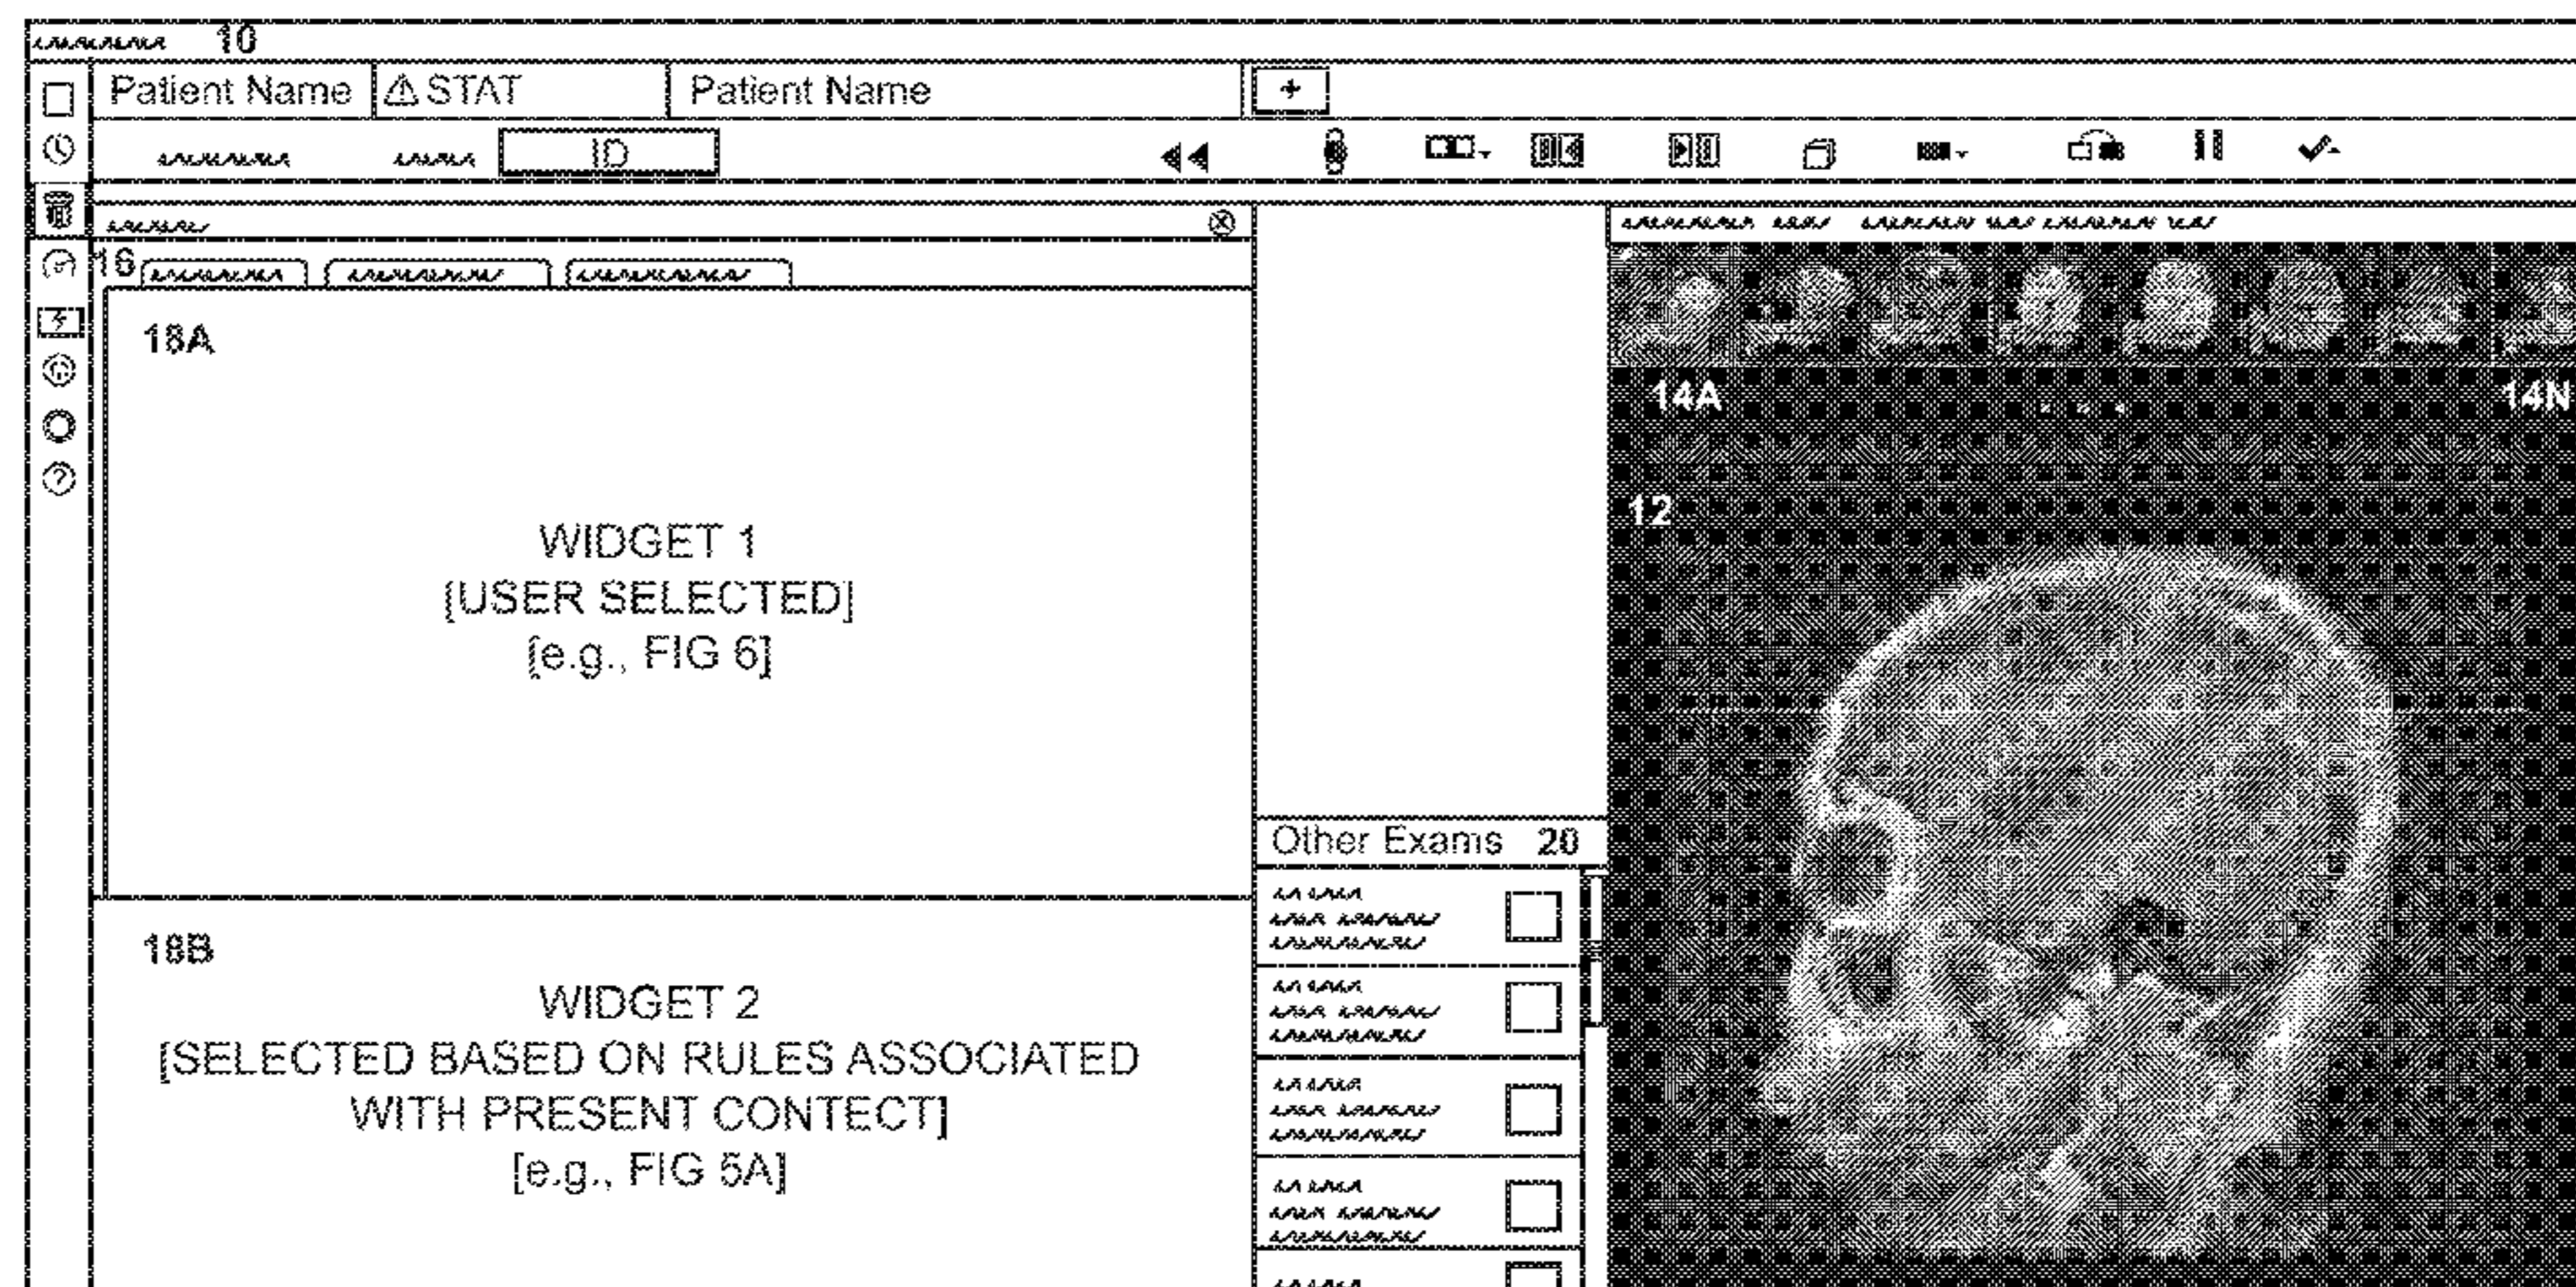 10
Patient Name
STAT
Patient Name
+
ID
16
18A
WIDGET 1
[USER SELECTED]
[e.g., FIG 6]
18B
WIDGET 2
[SELECTED BASED ON RULES ASSOCIATED
WITH PRESENT CONTECT]
[e.g., FIG 5A]
Other Exams 20
14A
14N
12